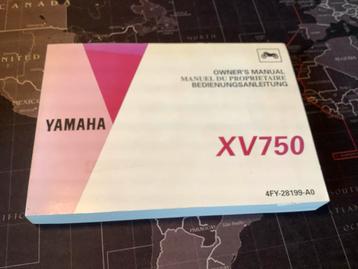 OWNER'S MANUAL
MANUEL DU PROPRIETAIRE
BEDIENUNGSANLEITUNG
YAMAHA
XV750
4FY-28199-A0